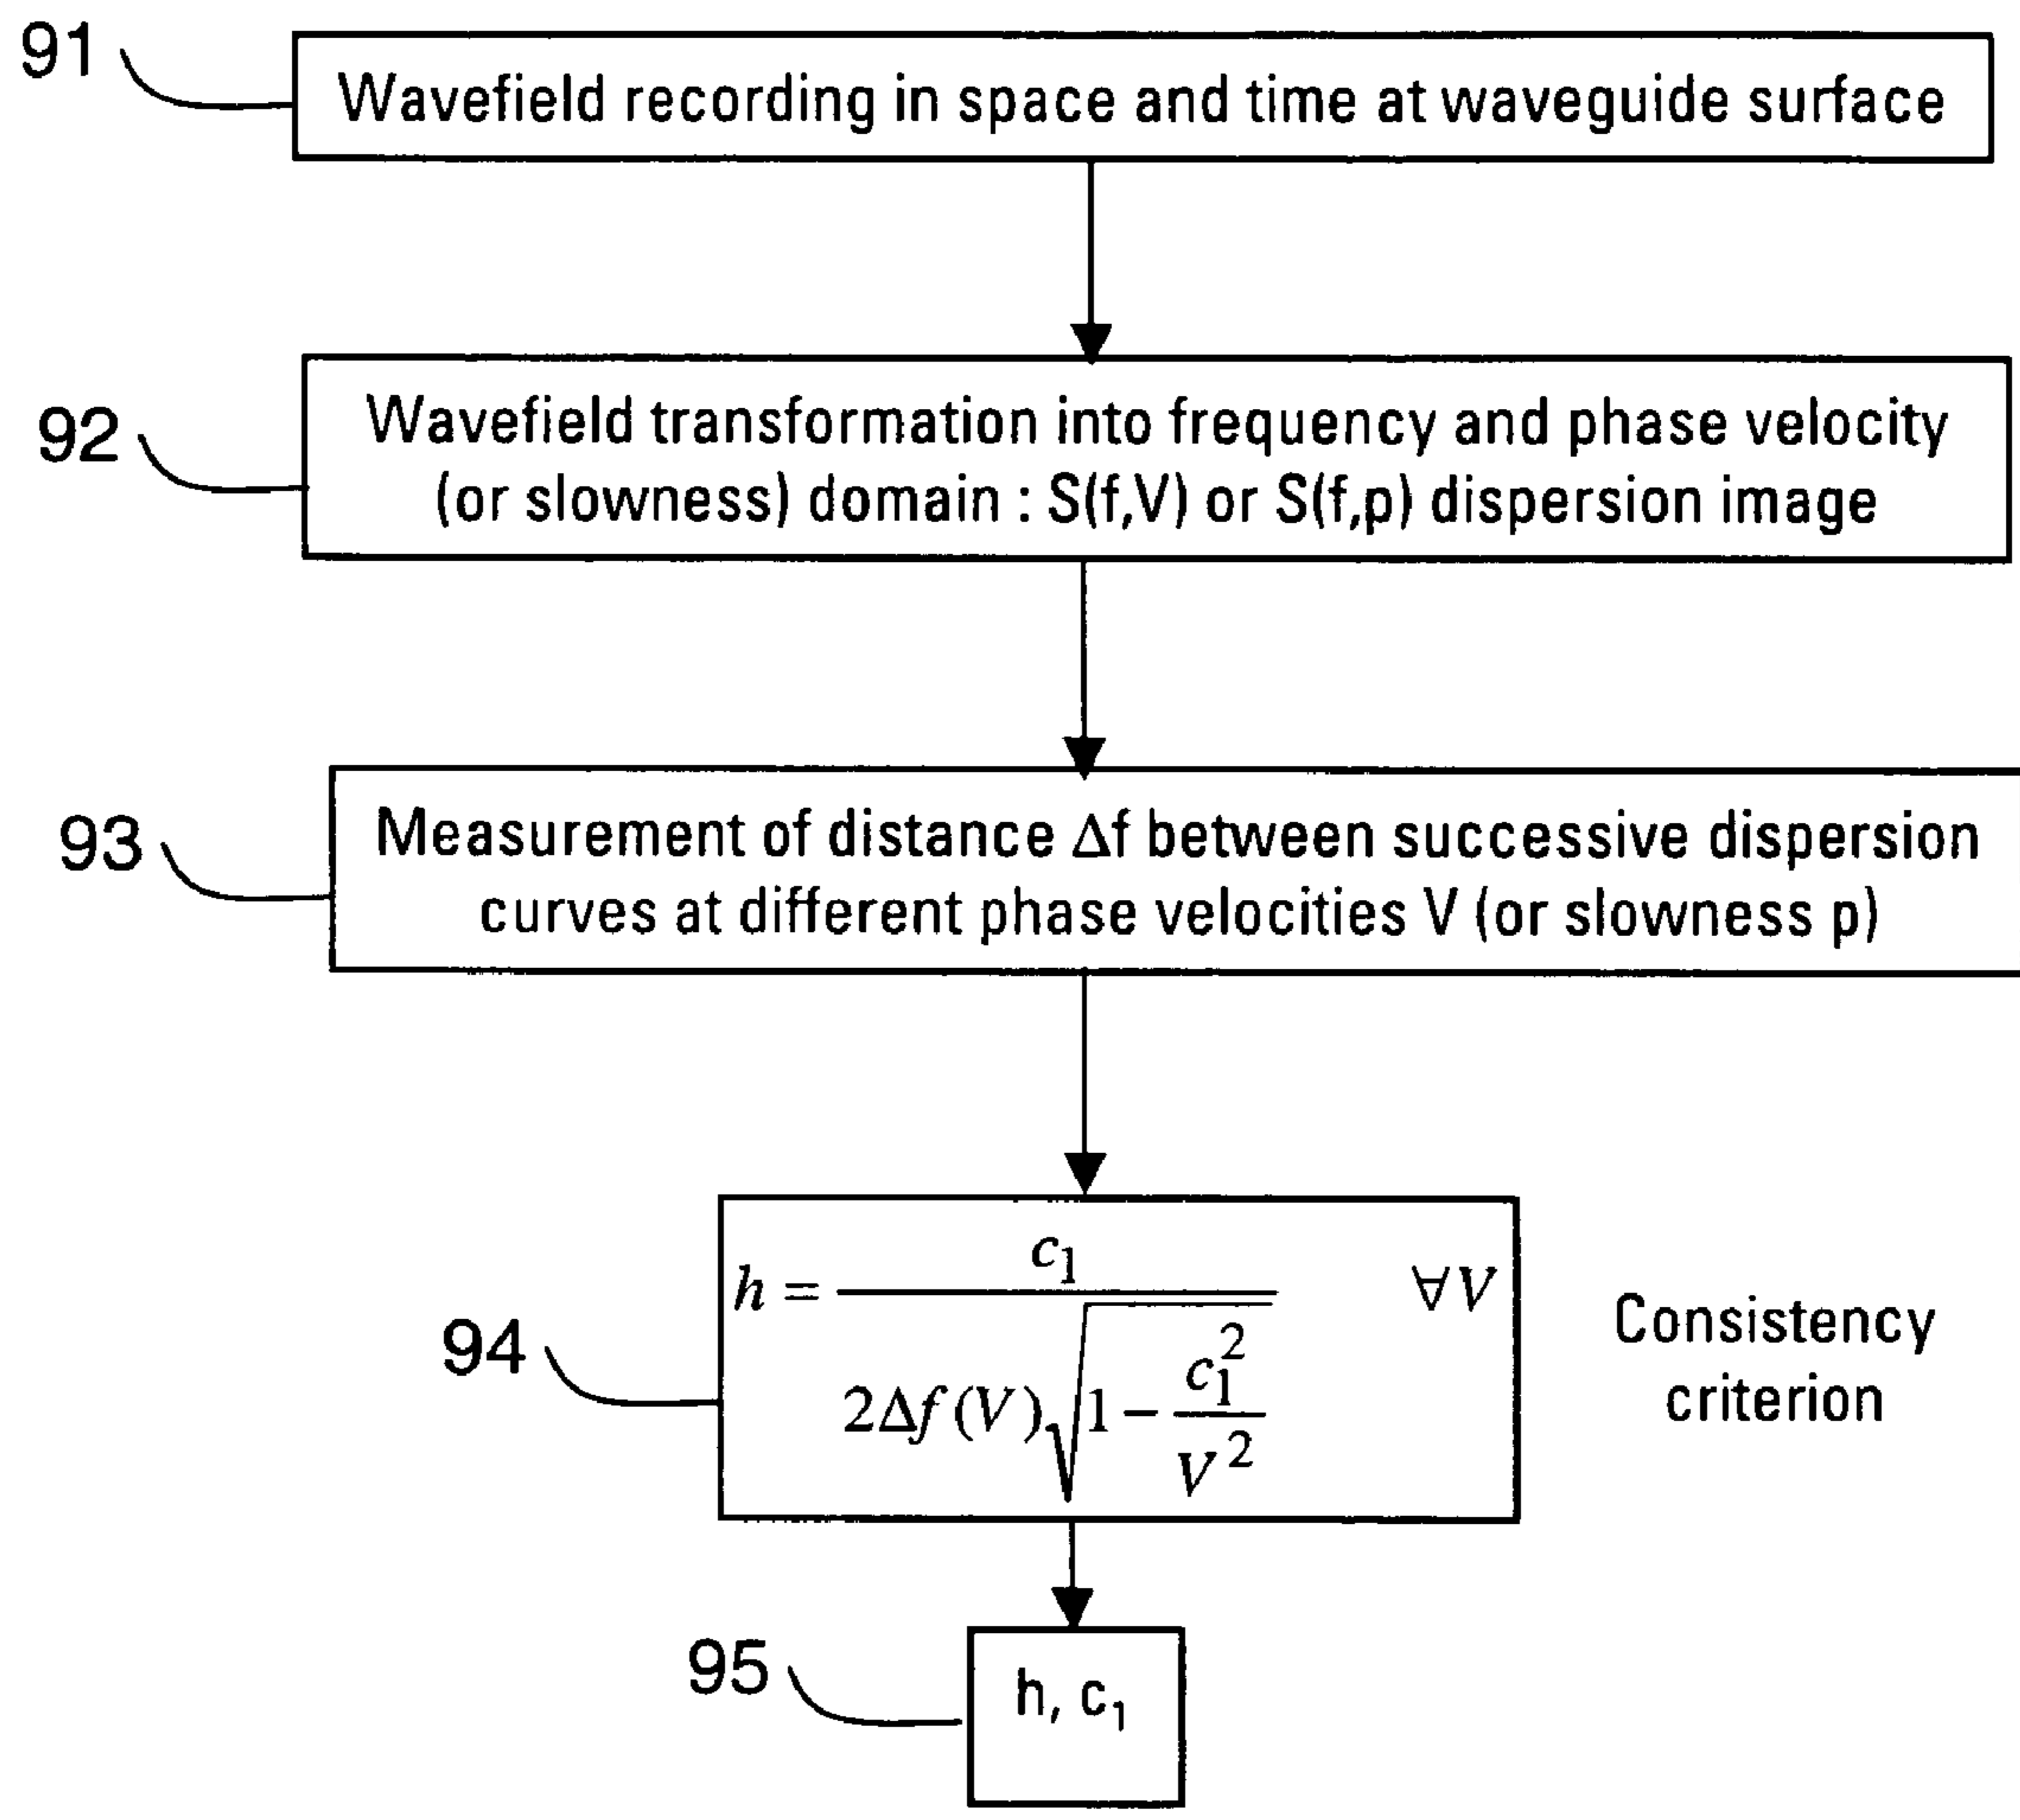 91
Wavefield recording in space and time at waveguide surface
92
Wavefield transformation into frequency and phase velocity
(or slowness) domain : S(f,V) or S(f,p) dispersion image
93
Measurement of distance Δf between successive dispersion
curves at different phase velocities V (or slowness p)
94
h = c₁ / (2Δf(V)√(1 − c₁²/V²)) ∀V
Consistency
criterion
95
h, c₁